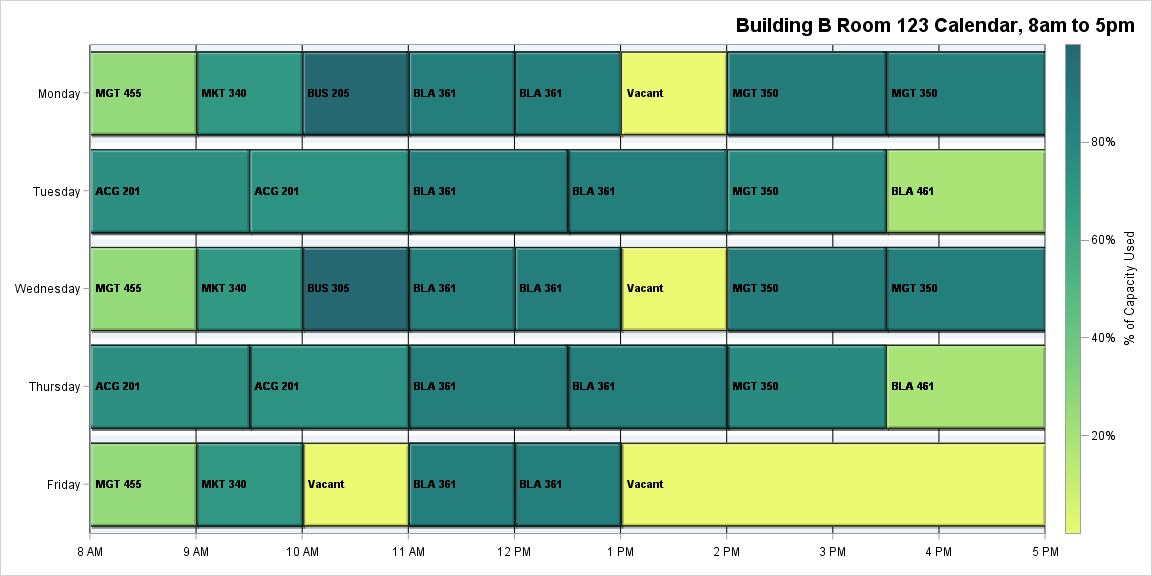 Building B Room 123 Calendar, 8am to 5pm
Monday
MGT 455
MKT 340
BUS 205
BLA 361
BLA 361
Vacant
MGT 350
MGT 350
Tuesday
ACG 201
ACG 201
BLA 361
BLA 361
MGT 350
BLA 461
Wednesday
MGT 455
MKT 340
BUS 305
BLA 361
BLA 361
Vacant
MGT 350
MGT 350
Thursday
ACG 201
ACG 201
BLA 361
BLA 361
MGT 350
BLA 461
Friday
MGT 455
MKT 340
Vacant
BLA 361
BLA 361
Vacant
8 AM
9 AM
10 AM
11 AM
12 PM
1 PM
2 PM
3 PM
4 PM
5 PM
80%
60%
40%
20%
% of Capacity Used